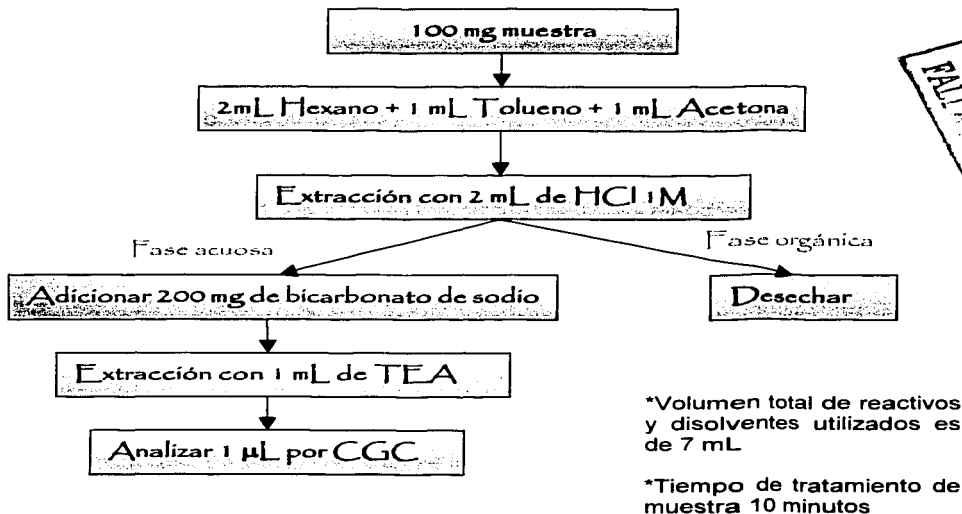 100 mg muestra
2mL Hexano + 1 mL Tolueno + 1 mL Acetona
Extracción con 2 mL de HCl 1M
Fase acuosa
Fase orgánica
Adicionar 200 mg de bicarbonato de sodio
Desechar
Extracción con 1 mL de TEA
Analizar 1 µL por CGC
*Volumen total de reactivos
y disolventes utilizados es
de 7 mL
*Tiempo de tratamiento de
muestra 10 minutos